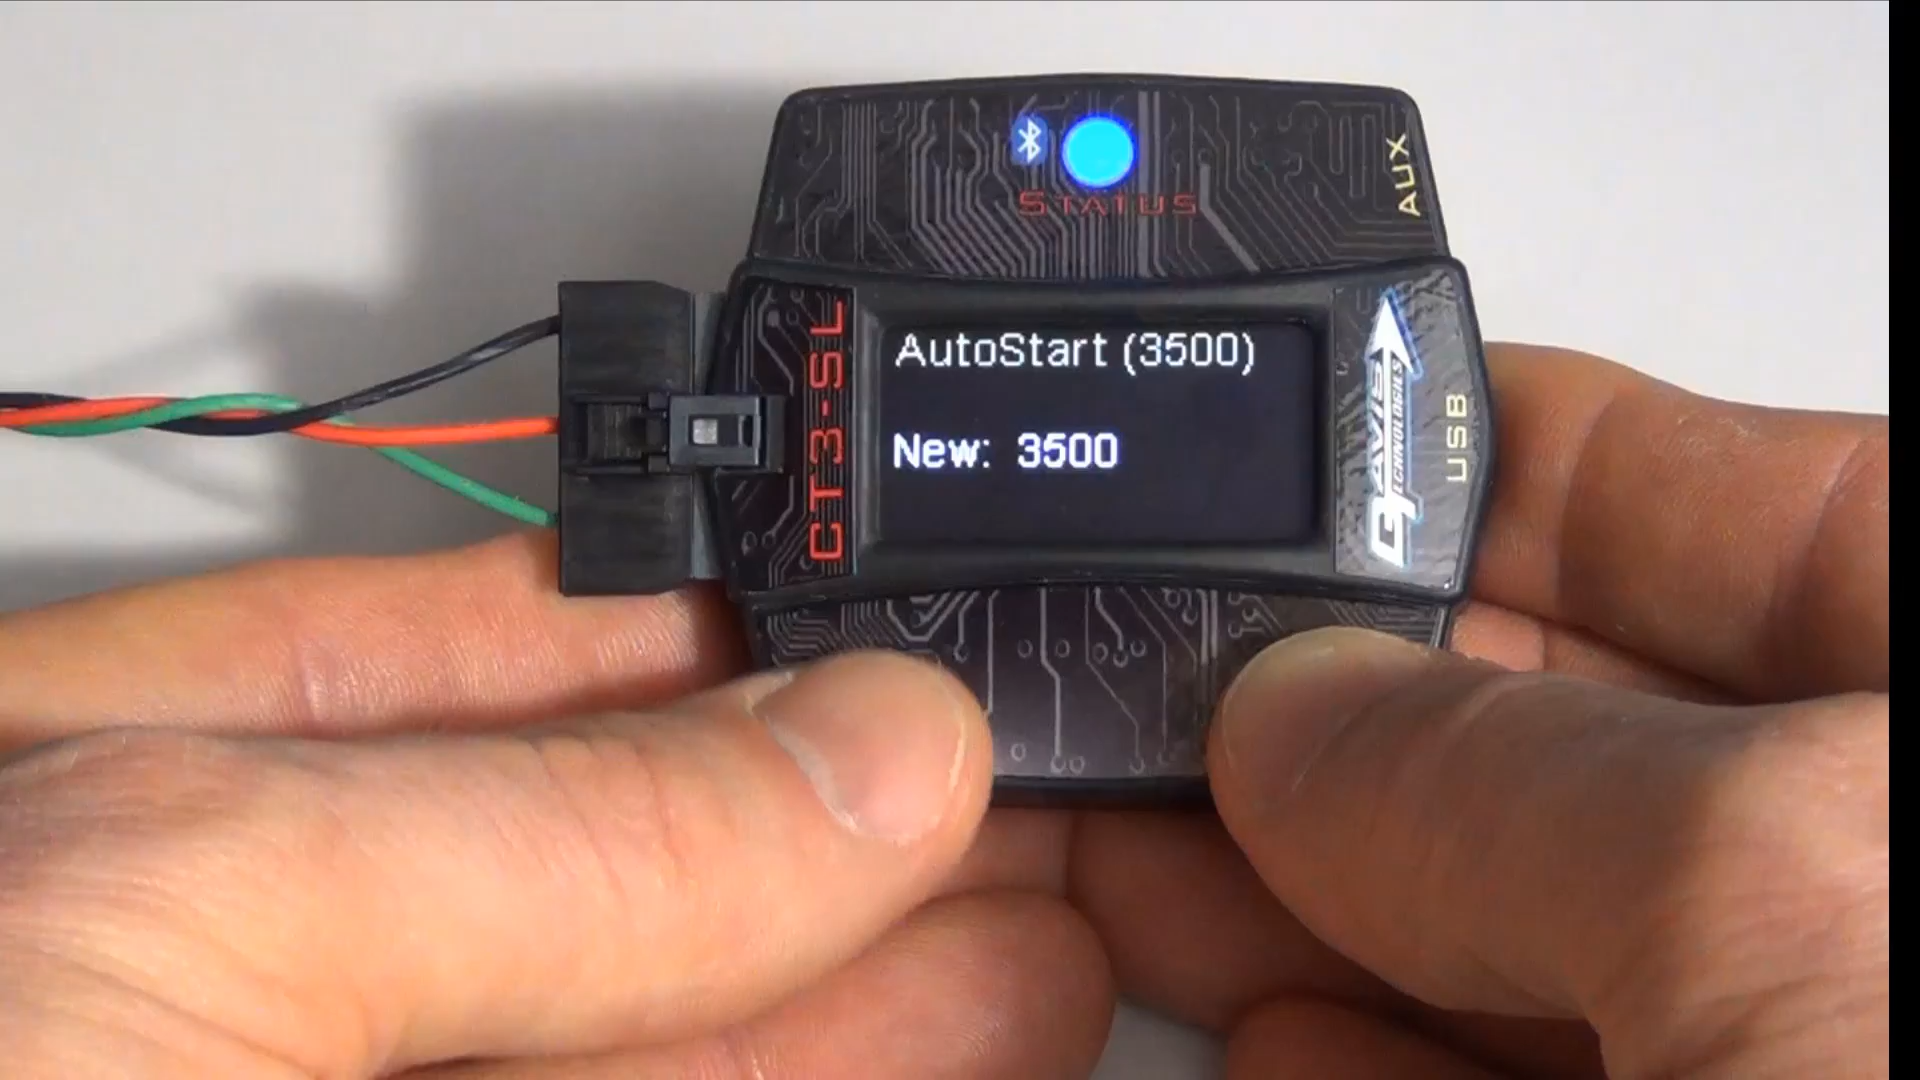 STATUS
AUX
CT3-SL
AutoStart (3500)
New: 3500
DAVIS
TECHNOLOGIES
USB